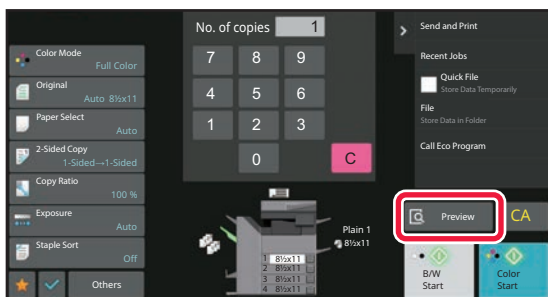 No. of copies 1
Color Mode
Full Color
Original
Auto 8½x11
Paper Select
Auto
2-Sided Copy
1-Sided→1-Sided
Copy Ratio
100 %
Exposure
Auto
Staple Sort
Off
Others
7 8 9
4 5 6
1 2 3
0 C
Plain 1
8½x11
1 8½x11
2 8½x11
3 8½x11
4 8½x11
Send and Print
Recent Jobs
Quick File
Store Data Temporarily
File
Store Data in Folder
Call Eco Program
Preview
CA
B/W
Start
Color
Start